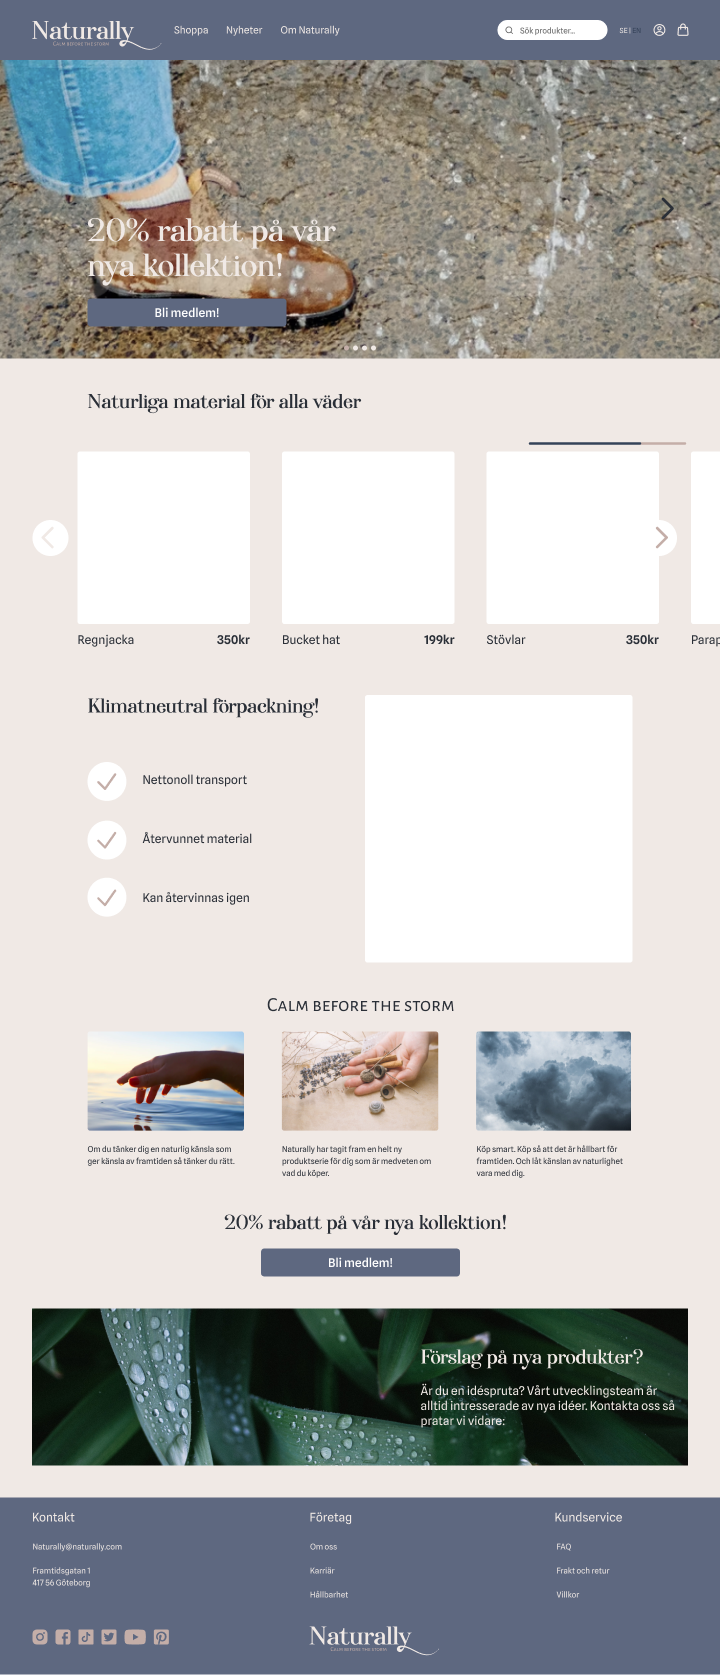 Naturally
CALM BEFORE THE STORM
Shoppa
Nyheter
Om Naturally
Sök produkter...
SE | EN
20% rabatt på vår
nya kollektion!
Bli medlem!
Naturliga material för alla väder
Regnjacka 350kr
Bucket hat 199kr
Stövlar 350kr
Parap
Klimatneutral förpackning!
Nettonoll transport
Återvunnet material
Kan återvinnas igen
CALM BEFORE THE STORM
Om du tänker dig en naturlig känsla som
ger känsla av framtiden så tänker du rätt.
Naturally har tagit fram en helt ny
produktserie för dig som är medveten om
vad du köper.
Köp smart. Köp så att det är hållbart för
framtiden. Och låt känslan av naturlighet
vara med dig.
20% rabatt på vår nya kollektion!
Bli medlem!
Förslag på nya produkter?
Är du en idéspruta? Vårt utvecklingsteam är
alltid intresserade av nya idéer. Kontakta oss så
pratar vi vidare:
Kontakt
Naturally@naturally.com
Framtidsgatan 1
417 56 Göteborg
Företag
Om oss
Karriär
Hållbarhet
Kundservice
FAQ
Frakt och retur
Villkor
Naturally
CALM BEFORE THE STORM